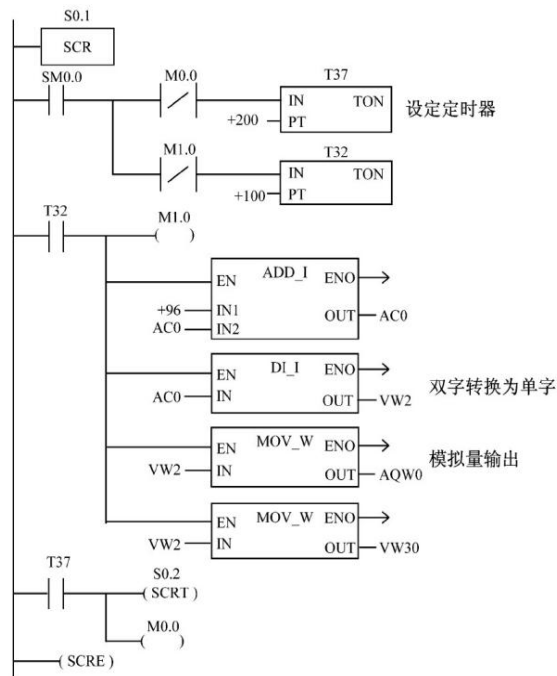 S0.1
SCR
SM0.0
M0.0
T37
IN TON
+200 PT
设定定时器
M1.0
T32
IN TON
+100 PT
T32
M1.0
( )
ADD_I
EN ENO
+96 IN1
AC0 IN2
OUT AC0
DI_I
EN ENO
AC0 IN
OUT VW2
双字转换为单字
MOV_W
EN ENO
VW2 IN
OUT AQW0
模拟量输出
MOV_W
EN ENO
VW2 IN
OUT VW30
T37
S0.2
(SCRT)
M0.0
( )
(SCRE)